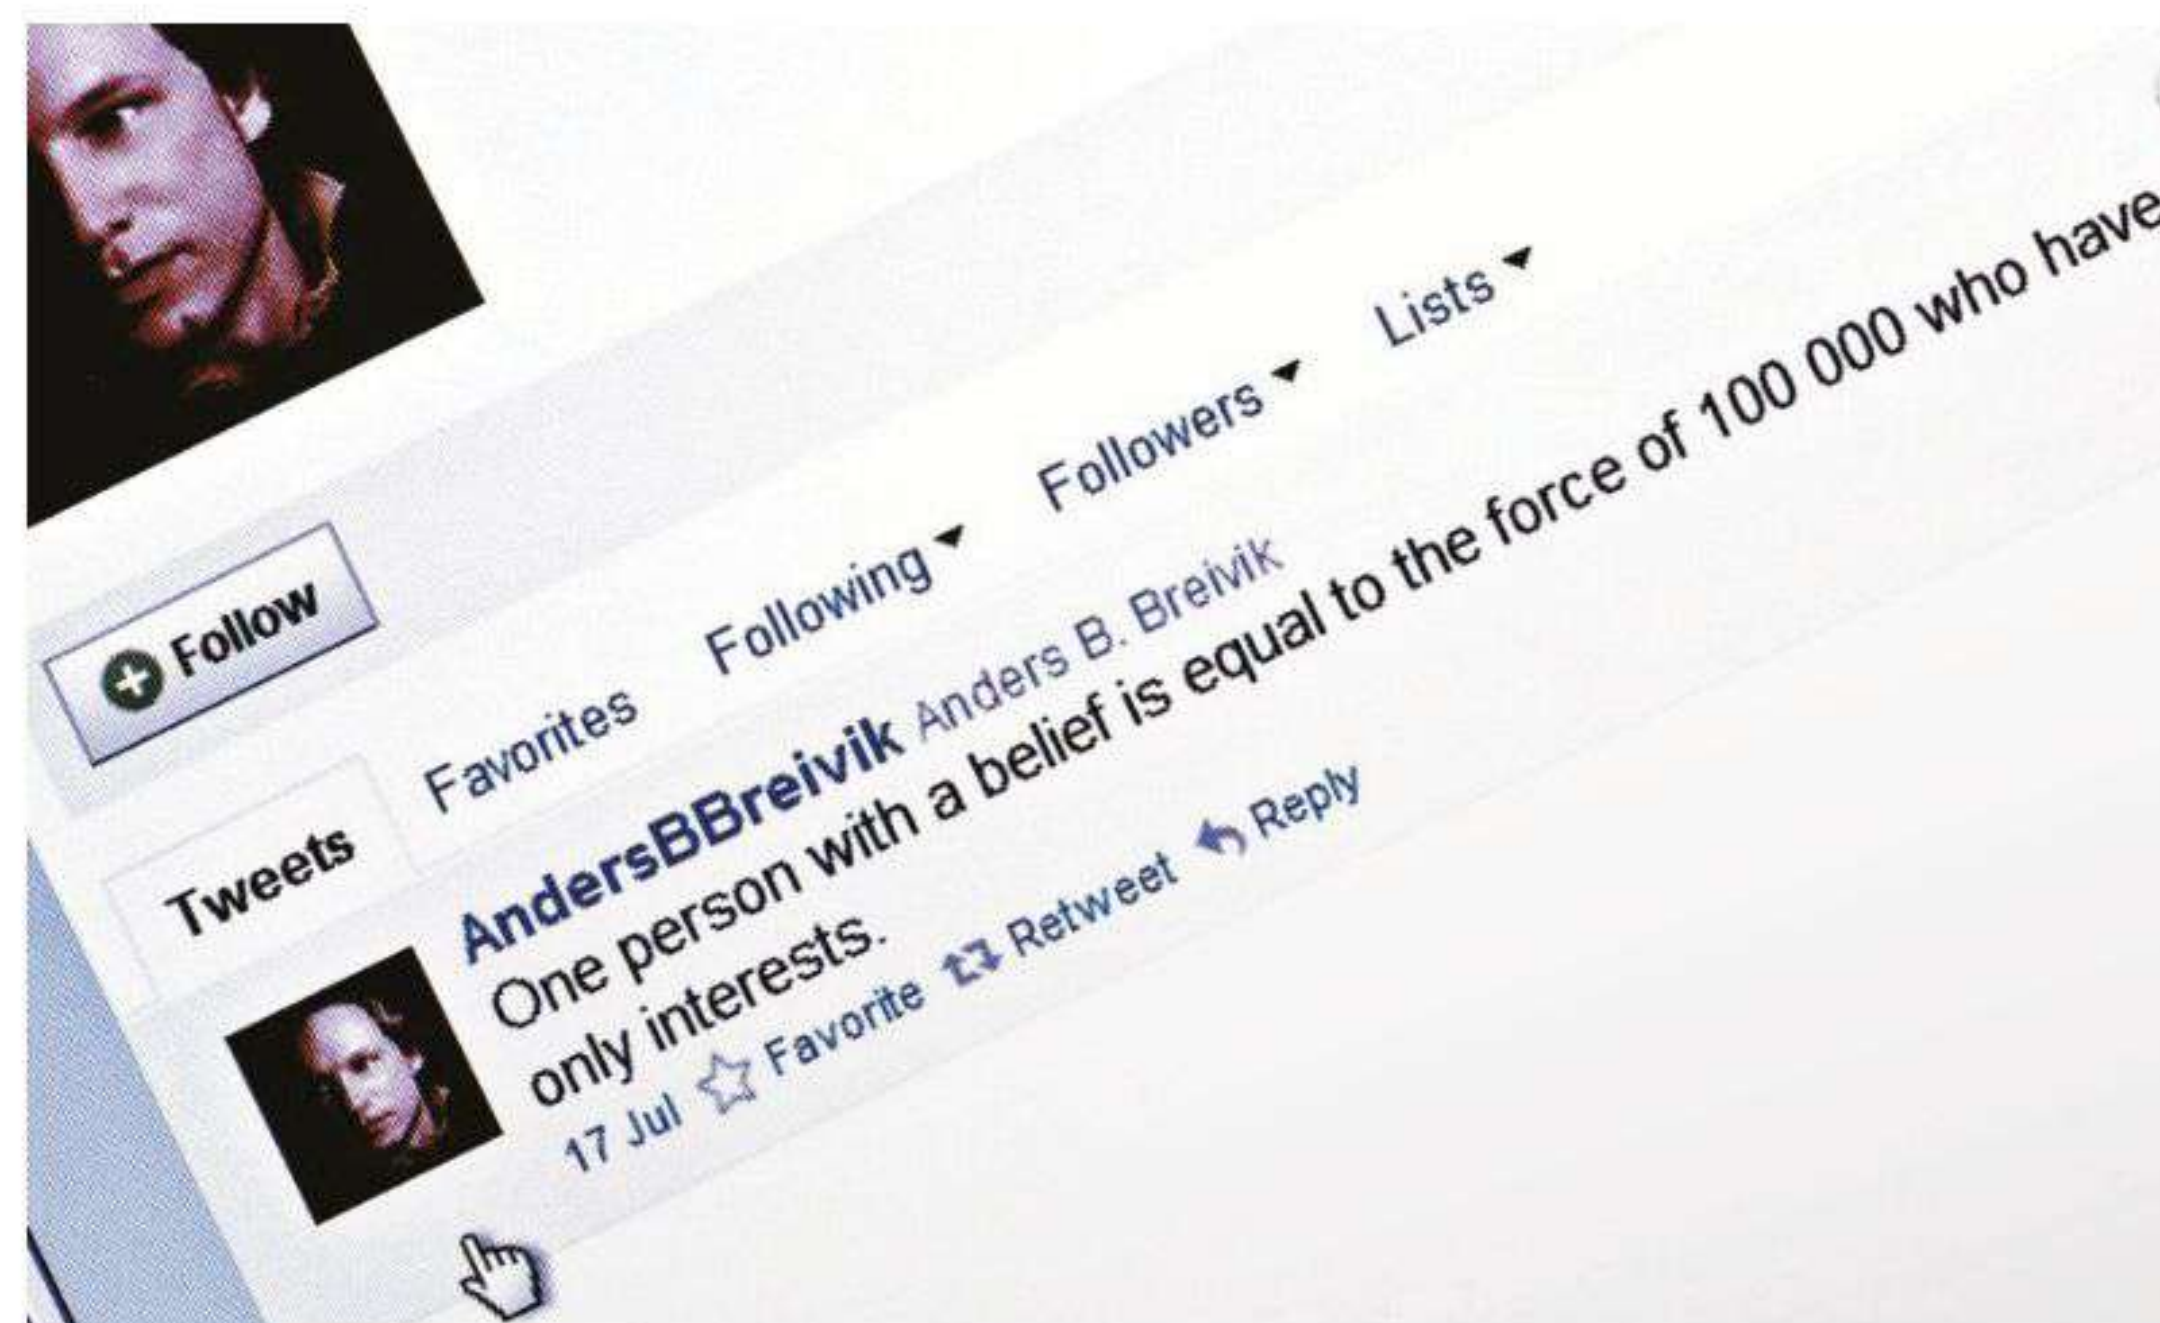 Follow
Tweets Favorites Following Followers Lists
AndersBBreivik Anders B. Breivik
One person with a belief is equal to the force of 100 000 who have
only interests.
17 Jul Favorite Retweet Reply